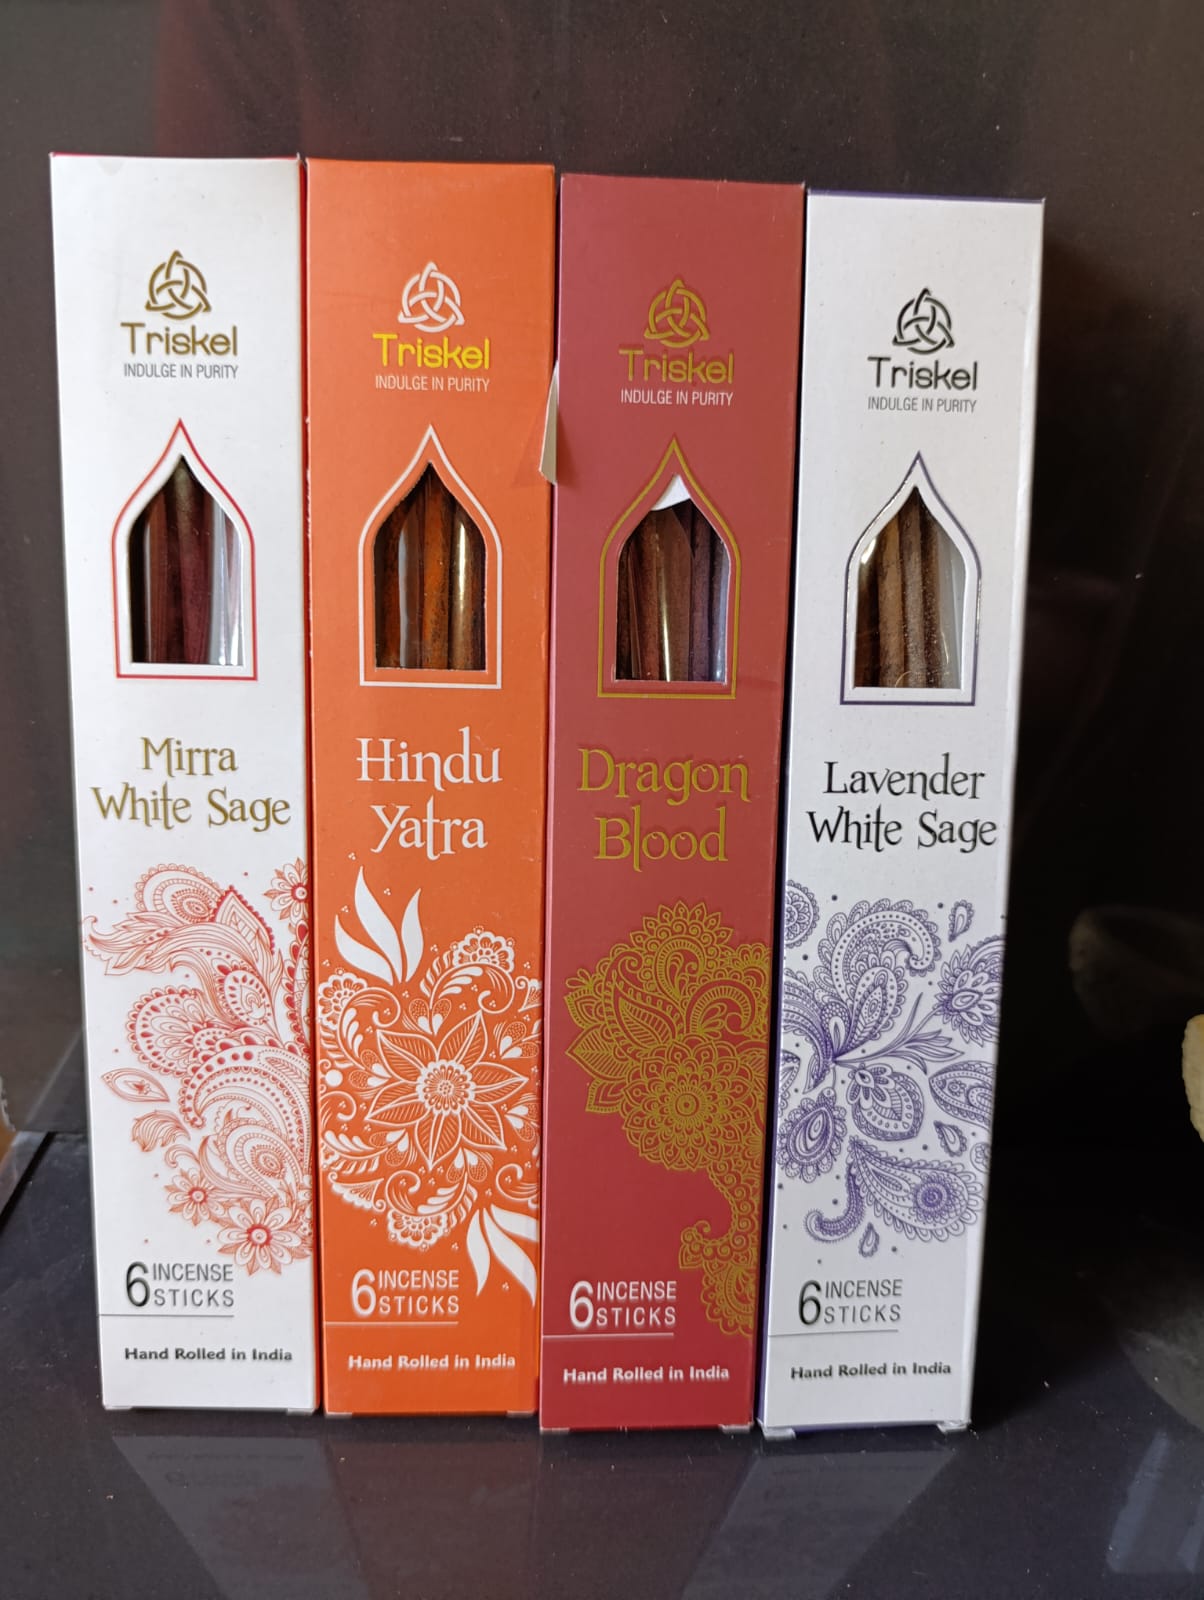 Triskel
INDULGE IN PURITY
Mirra
White Sage
6 INCENSE
STICKS
Hand Rolled in India
Triskel
INDULGE IN PURITY
Hindu
Yatra
6 INCENSE
STICKS
Hand Rolled in India
Triskel
INDULGE IN PURITY
Dragon
Blood
6 INCENSE
STICKS
Hand Rolled in India
Triskel
INDULGE IN PURITY
Lavender
White Sage
6 INCENSE
STICKS
Hand Rolled in India